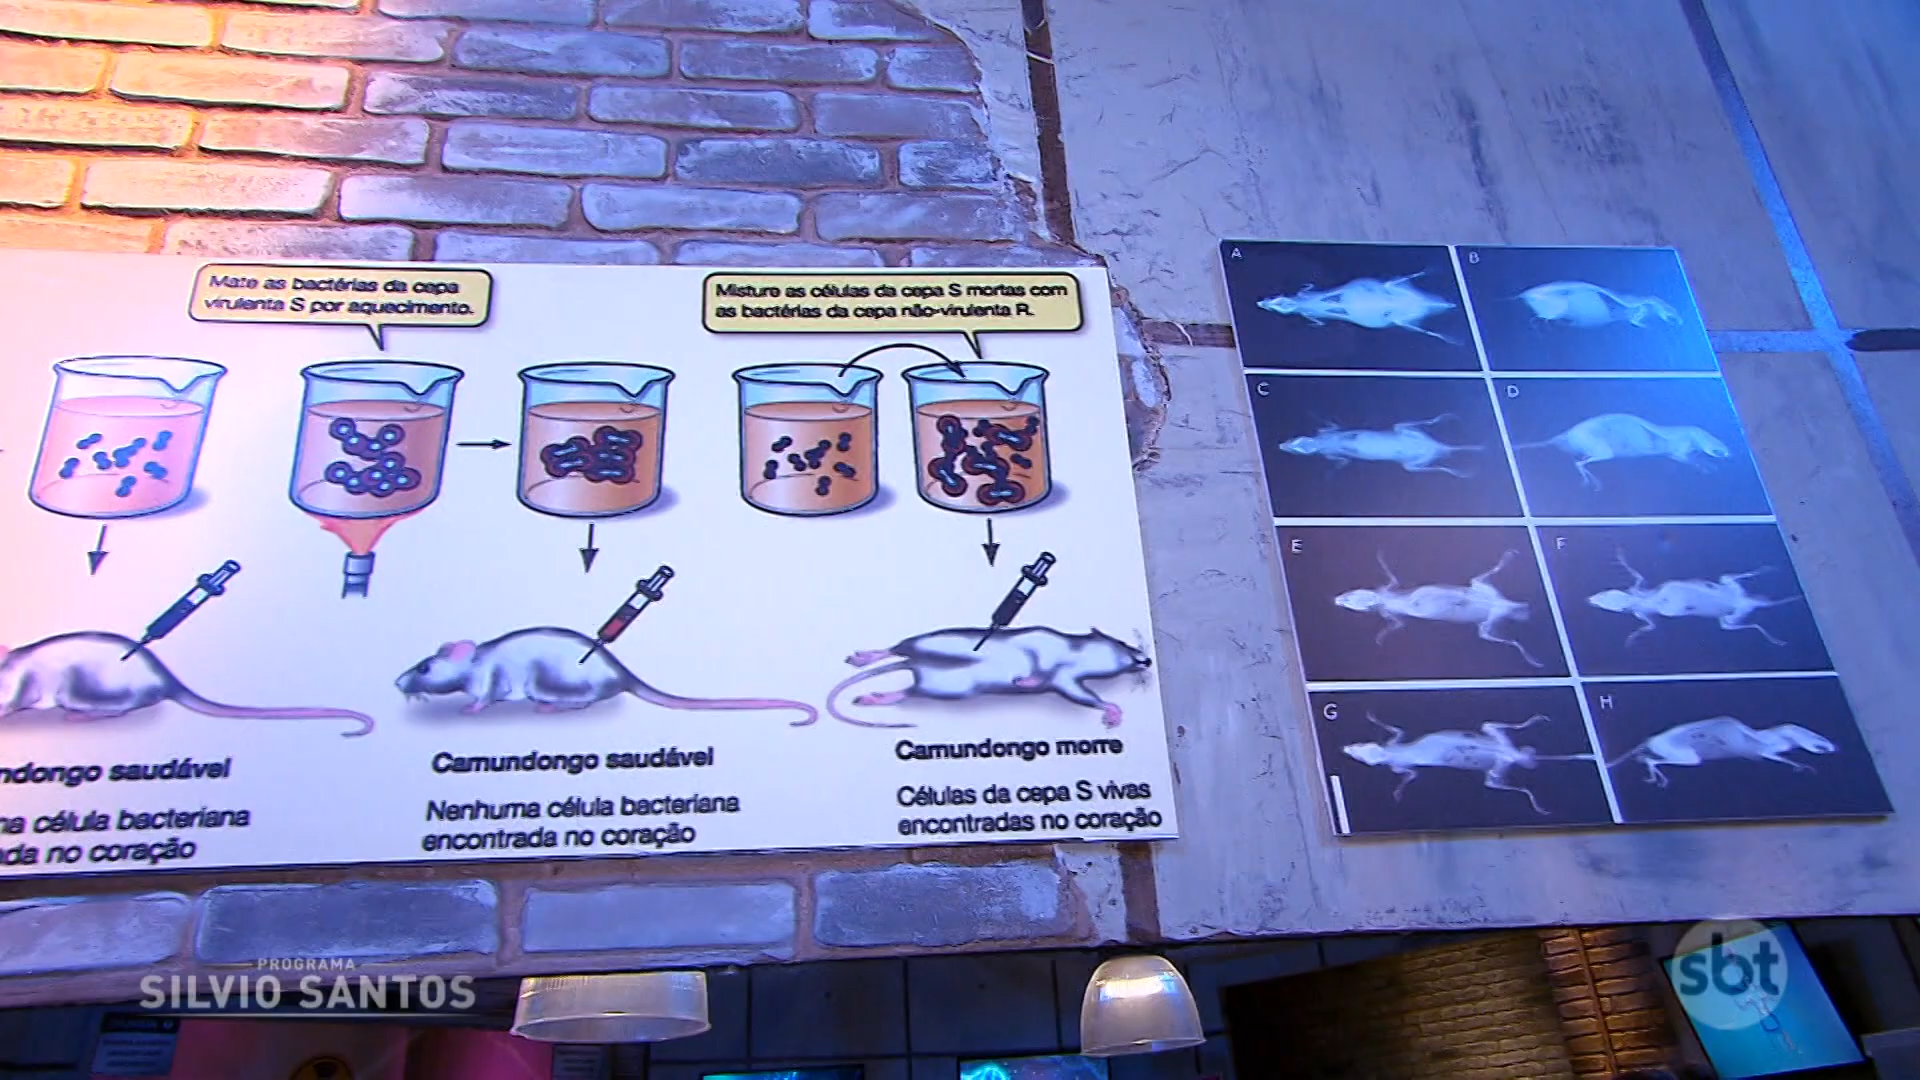 Mate as bactérias da cepa
virulenta S por aquecimento.
Misture as células da cepa S mortas com
as bactérias da cepa não-virulenta R.
ndongo saudável
na célula bacteriana
ada no coração
Camundongo saudável
Nenhuma célula bacteriana
encontrada no coração
Camundongo morre
Células da cepa S vivas
encontradas no coração
A
B
C
D
E
F
G
H
PROGRAMA
SILVIO SANTOS
sbt